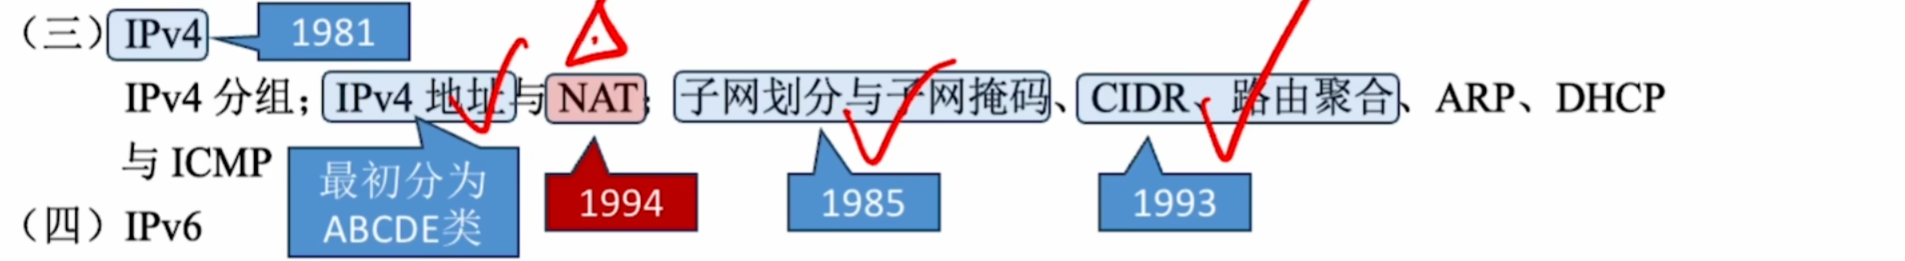 （三）IPv4 1981
IPv4 分组；IPv4 地址与 NAT；子网划分与子网掩码、CIDR、路由聚合、ARP、DHCP
与 ICMP
最初分为
ABCDE类
1994
1985
1993
（四）IPv6